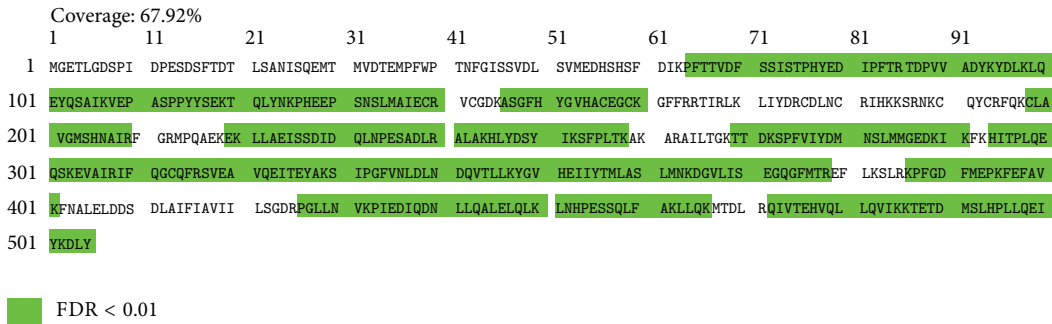 Coverage: 67.92%
1 11 21 31 41 51 61 71 81 91
1 MGETLGDSPI DPESDSFTDT LSANISQEMT MVDTEMPFWP TNFGISSVDL SVMEDHSHSF DIKPFTTVDF SSISTPHYED IPFTRTDPVV ADYKYDLKLQ
101 EYQSAIKVEP ASPPYYSEKT QLYNKPHEEP SNSLMAIECR VCGDKASGFH YGVHACEGCK GFFRRTIRLK LIYDRCDLNC RIHKKSRNKC QYCRFQKCLA
201 VGMSHNAIRF GRMPQAEKEK LLAEISSDID QLNPESADLR ALAKHLYDSY IKSFPLTKAK ARAILTGKTT DKSPFVIYDM NSLMMGEDKI KFKHITPLQE
301 QSKEVAIRIF QGCQFRSVEA VQEITEYAKS IPGFVNLDLN DQVTLLKYGV HEIIYTMLAS LMNKDGVLIS EGQGFMTREF LKSLRKPFGD FMEPKFEFAV
401 KFNALELDDS DLAIFIAVII LSGDRPGLLN VKPIEDIQDN LLQALELQLK LNHPESSQLF AKLLQKMTDL RQIVTEHVQL LQVIKKTETD MSLHPLLQEI
501 YKDLY
FDR < 0.01